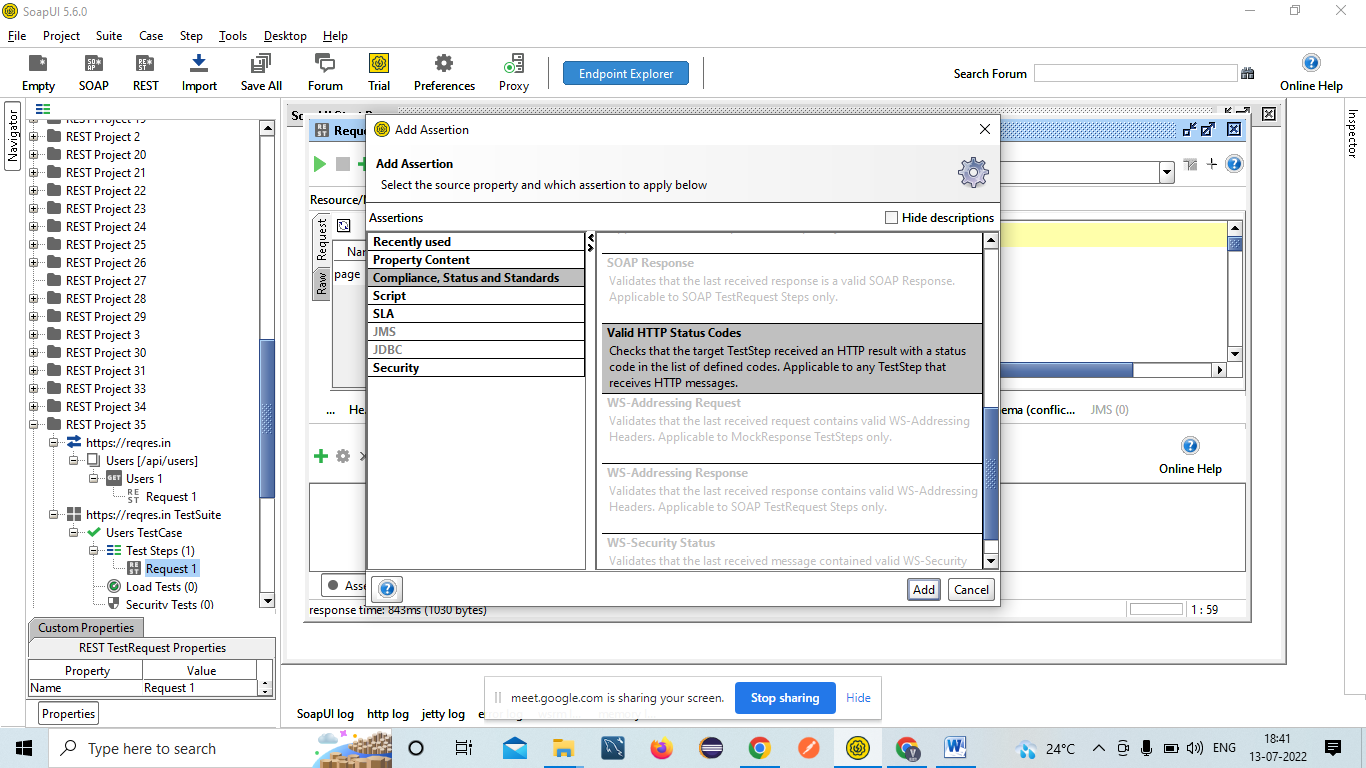 SoapUI 5.6.0
File Project Suite Case Step Tools Desktop Help
Empty SOAP REST Import Save All Forum Trial Preferences Proxy Endpoint Explorer Search Forum Online Help
Navigator
Inspector
REST Project 19
REST Project 2
REST Project 20
REST Project 21
REST Project 22
REST Project 23
REST Project 24
REST Project 25
REST Project 26
REST Project 27
REST Project 28
REST Project 29
REST Project 3
REST Project 30
REST Project 31
REST Project 33
REST Project 34
REST Project 35
https://reqres.in
Users [/api/users]
GET Users 1
REST Request 1
https://reqres.in TestSuite
Users TestCase
Test Steps (1)
REST Request 1
Load Tests (0)
Security Tests (0)
Custom Properties
REST TestRequest Properties
Property Value
Name Request 1
Properties
Resource/
Request
Raw
page
... He...
ema (conflic... JMS (0)
Online Help
response time: 843ms (1030 bytes)
1 : 59
Add Assertion
Add Assertion
Select the source property and which assertion to apply below
Assertions
Hide descriptions
Recently used
Property Content
Compliance, Status and Standards
Script
SLA
JMS
JDBC
Security
SOAP Response
Validates that the last received response is a valid SOAP Response.
Applicable to SOAP TestRequest Steps only.
Valid HTTP Status Codes
Checks that the target TestStep received an HTTP result with a status
code in the list of defined codes. Applicable to any TestStep that
receives HTTP messages.
WS-Addressing Request
Validates that the last received request contains valid WS-Addressing
Headers. Applicable to MockResponse TestSteps only.
WS-Addressing Response
Validates that the last received response contains valid WS-Addressing
Headers. Applicable to SOAP TestRequest Steps only.
WS-Security Status
Validates that the last received message contained valid WS-Security
Add Cancel
meet.google.com is sharing your screen. Stop sharing Hide
SoapUI log http log jetty log
Type here to search
24°C ENG 18:41
13-07-2022